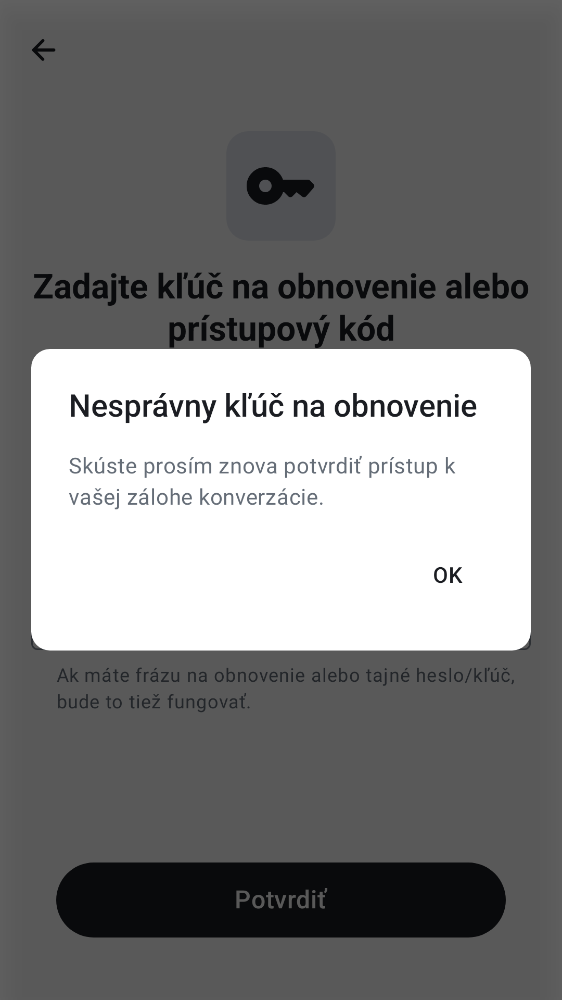 Zadajte kľúč na obnovenie alebo
prístupový kód
Nesprávny kľúč na obnovenie
Skúste prosím znova potvrdiť prístup k
vašej zálohe konverzácie.
OK
Ak máte frázu na obnovenie alebo tajné heslo/kľúč,
bude to tiež fungovať.
Potvrdiť